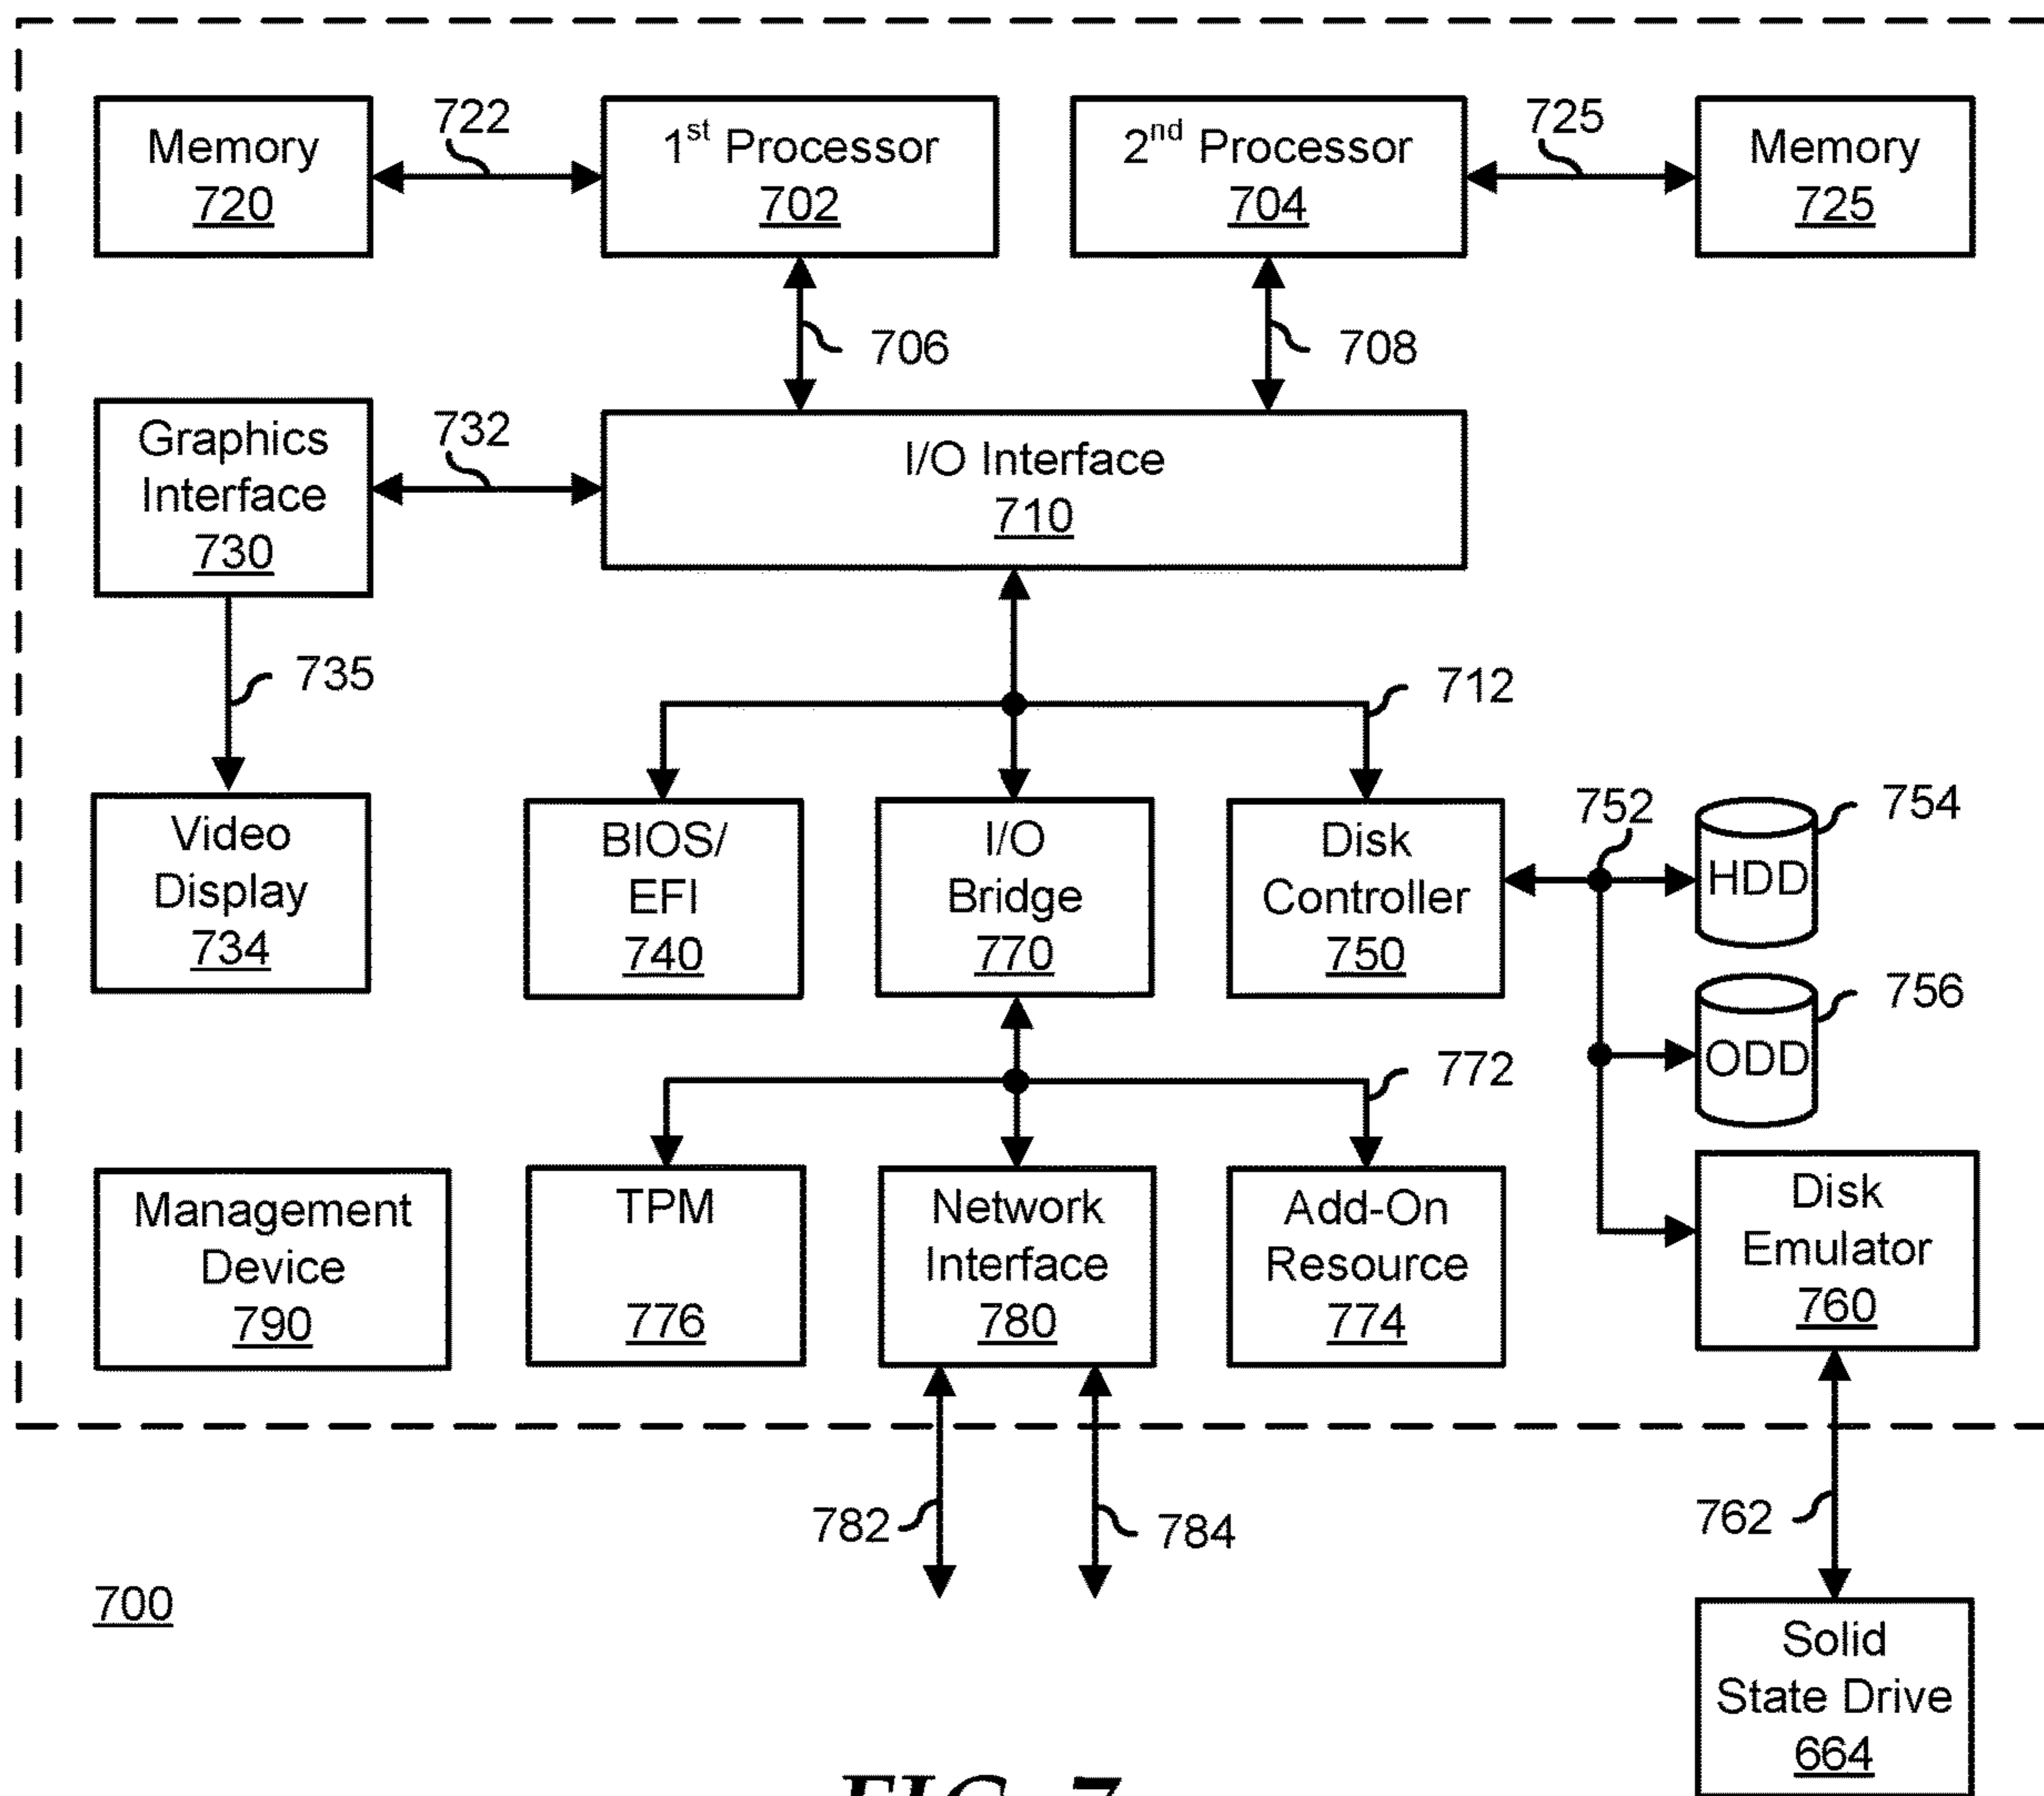 Memory
720
722
1st Processor
702
2nd Processor
704
725
Memory
725
706
708
Graphics
Interface
730
732
I/O Interface
710
735
712
Video
Display
734
BIOS/
EFI
740
I/O
Bridge
770
Disk
Controller
750
752
HDD
754
ODD
756
772
Management
Device
790
TPM
776
Network
Interface
780
Add-On
Resource
774
Disk
Emulator
760
782
784
762
700
Solid
State Drive
664
FIG. 7